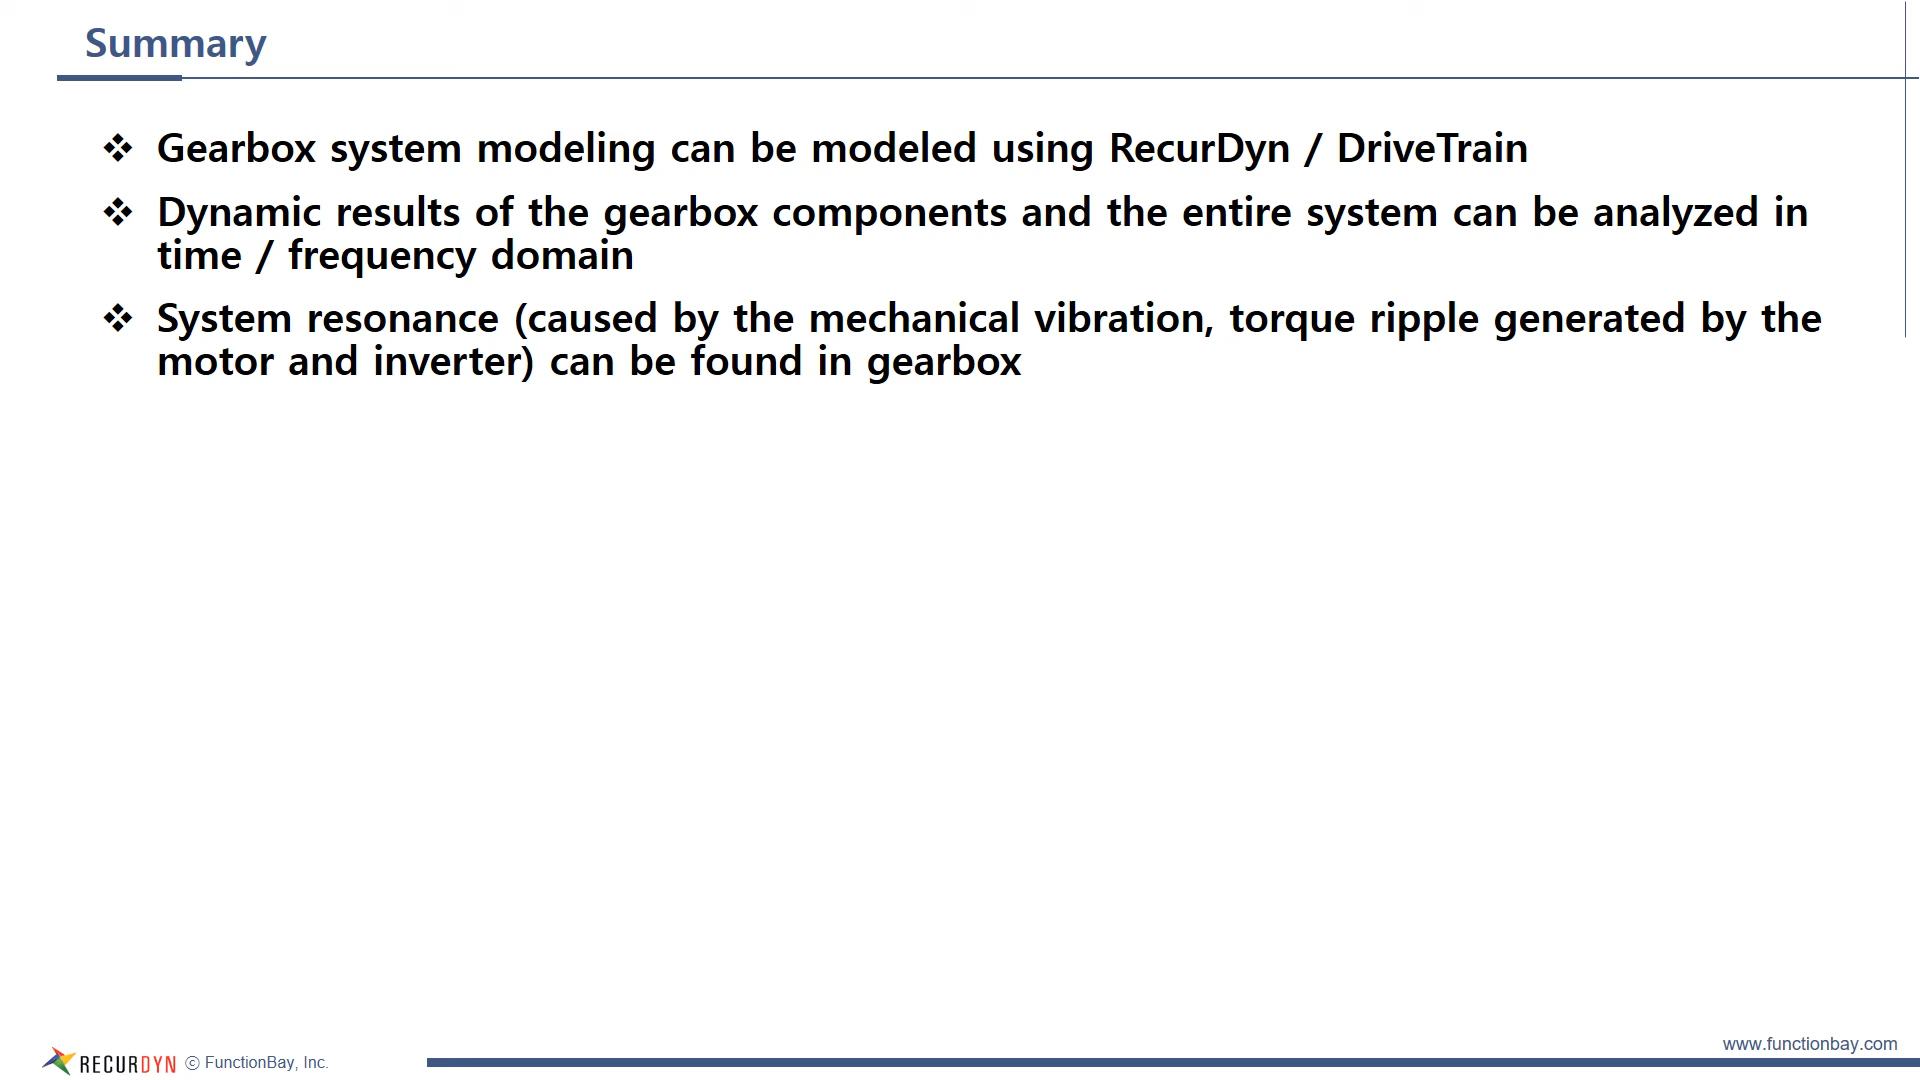 Summary
❖ Gearbox system modeling can be modeled using RecurDyn / DriveTrain
❖ Dynamic results of the gearbox components and the entire system can be analyzed in
time / frequency domain
❖ System resonance (caused by the mechanical vibration, torque ripple generated by the
motor and inverter) can be found in gearbox
www.functionbay.com
RECURDYN ⓒ FunctionBay, Inc.